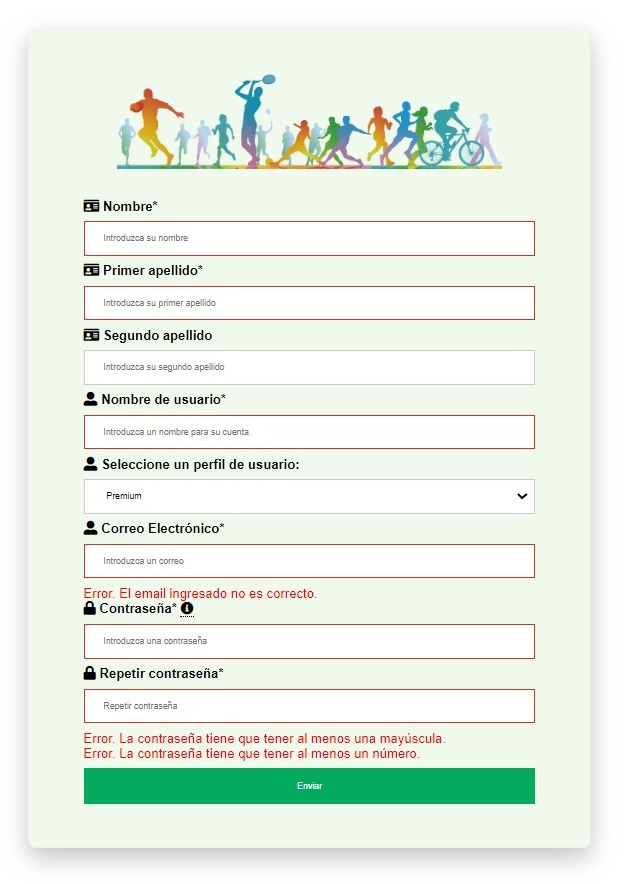 Nombre*
Introduzca su nombre
Primer apellido*
Introduzca su primer apellido
Segundo apellido
Introduzca su segundo apellido
Nombre de usuario*
Introduzca un nombre para su cuenta
Seleccione un perfil de usuario:
Premium
Correo Electrónico*
Introduzca un correo
Error. El email ingresado no es correcto.
Contraseña*
Introduzca una contraseña
Repetir contraseña*
Repetir contraseña
Error. La contraseña tiene que tener al menos una mayúscula.
Error. La contraseña tiene que tener al menos un número.
Enviar